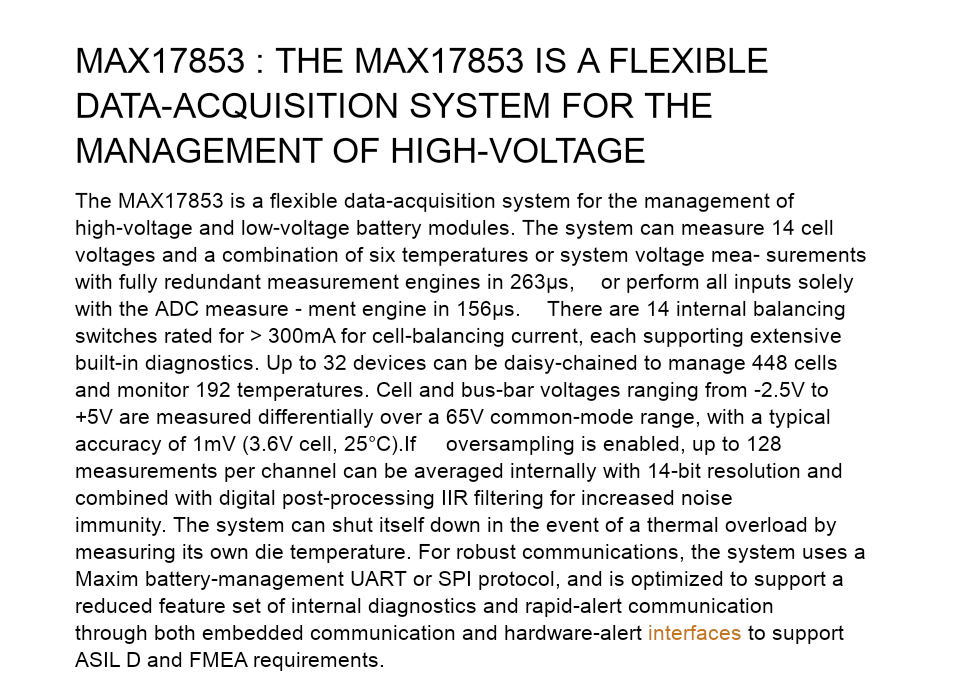 MAX17853 : THE MAX17853 IS A FLEXIBLE
DATA-ACQUISITION SYSTEM FOR THE
MANAGEMENT OF HIGH-VOLTAGE
The MAX17853 is a flexible data-acquisition system for the management of
high-voltage and low-voltage battery modules. The system can measure 14 cell
voltages and a combination of six temperatures or system voltage mea- surements
with fully redundant measurement engines in 263μs, or perform all inputs solely
with the ADC measure - ment engine in 156μs. There are 14 internal balancing
switches rated for > 300mA for cell-balancing current, each supporting extensive
built-in diagnostics. Up to 32 devices can be daisy-chained to manage 448 cells
and monitor 192 temperatures. Cell and bus-bar voltages ranging from -2.5V to
+5V are measured differentially over a 65V common-mode range, with a typical
accuracy of 1mV (3.6V cell, 25°C).If oversampling is enabled, up to 128
measurements per channel can be averaged internally with 14-bit resolution and
combined with digital post-processing IIR filtering for increased noise
immunity. The system can shut itself down in the event of a thermal overload by
measuring its own die temperature. For robust communications, the system uses a
Maxim battery-management UART or SPI protocol, and is optimized to support a
reduced feature set of internal diagnostics and rapid-alert communication
through both embedded communication and hardware-alert interfaces to support
ASIL D and FMEA requirements.